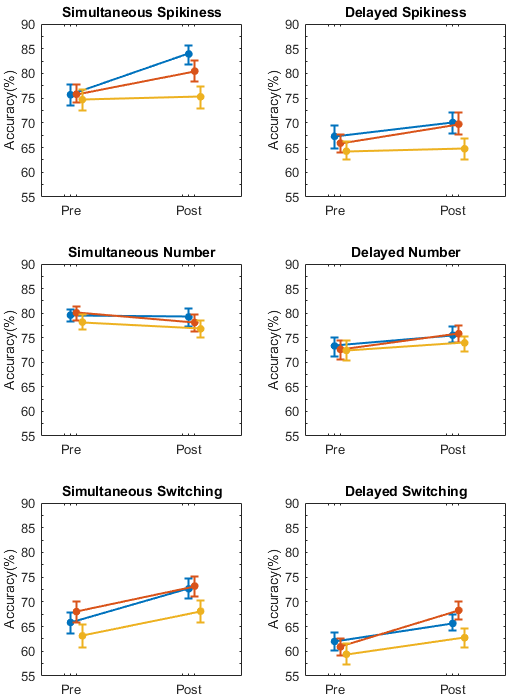 Simultaneous Spikiness
90
85
80
75
70
65
60
55
Accuracy(%)
Pre Post
Delayed Spikiness
90
85
80
75
70
65
60
55
Accuracy(%)
Pre Post
Simultaneous Number
90
85
80
75
70
65
60
55
Accuracy(%)
Pre Post
Delayed Number
90
85
80
75
70
65
60
55
Accuracy(%)
Pre Post
Simultaneous Switching
90
85
80
75
70
65
60
55
Accuracy(%)
Pre Post
Delayed Switching
90
85
80
75
70
65
60
55
Accuracy(%)
Pre Post